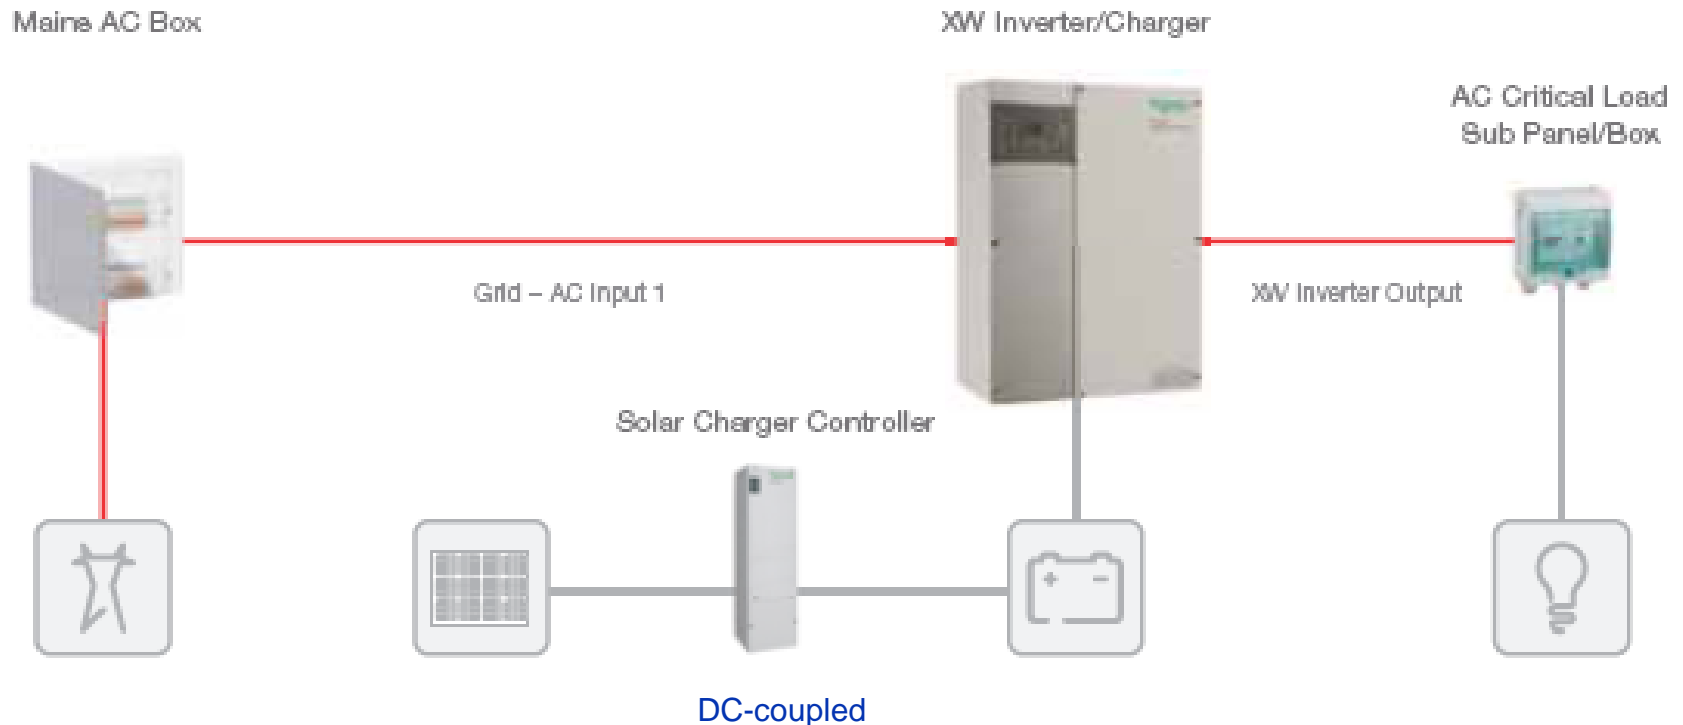 Mains AC Box
XW Inverter/Charger
AC Critical Load
Sub Panel/Box
Grid – AC Input 1
XW Inverter Output
Solar Charger Controller
+ −
DC-coupled